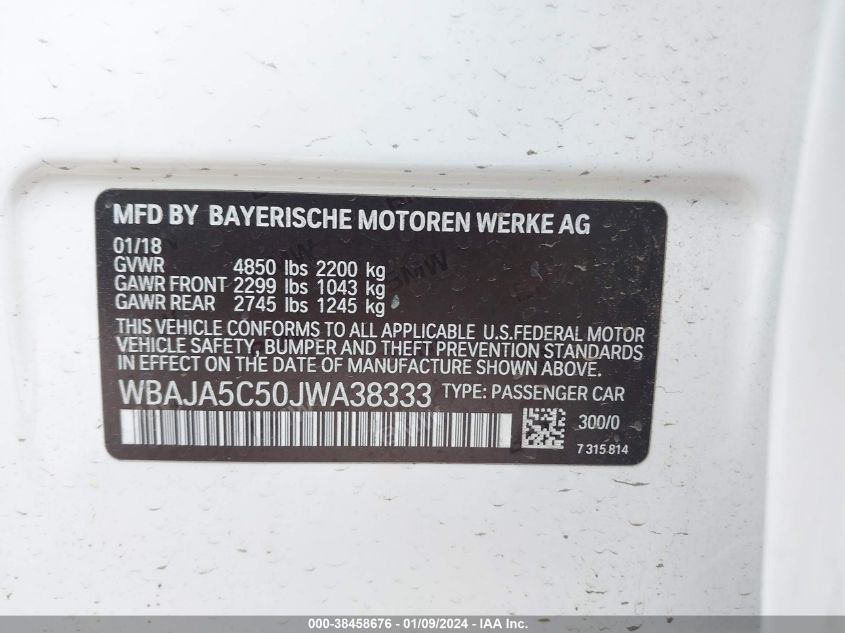 MFD BY BAYERISCHE MOTOREN WERKE AG
01/18
GVWR 4850 lbs 2200 kg
GAWR FRONT 2299 lbs 1043 kg
GAWR REAR 2745 lbs 1245 kg
THIS VEHICLE CONFORMS TO ALL APPLICABLE U.S.FEDERAL MOTOR
VEHICLE SAFETY, BUMPER AND THEFT PREVENTION STANDARDS
IN EFFECT ON THE DATE OF MANUFACTURE SHOWN ABOVE.
WBAJA5C50JWA38333 TYPE: PASSENGER CAR
300/0
7 315 814
BMW
000-38458676 - 01/09/2024 - IAA Inc.